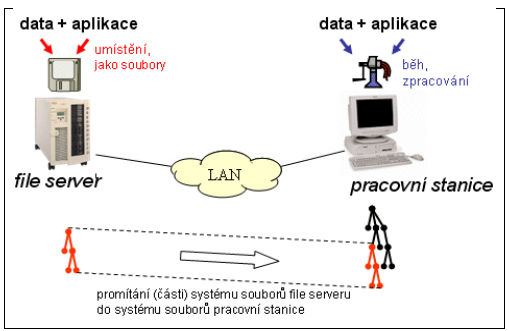 data + aplikace
data + aplikace
umístění,
jako soubory
běh,
zpracování
LAN
file server
pracovní stanice
promítání (části) systému souborů file serveru
do systému souborů pracovní stanice